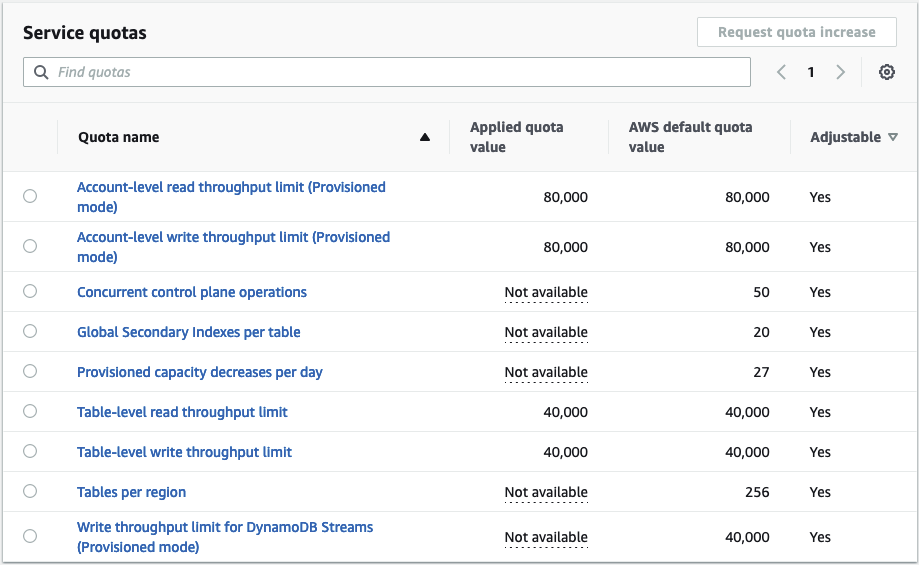 Service quotas
Request quota increase
Find quotas
1
Quota name
Applied quota value
AWS default quota value
Adjustable
Account-level read throughput limit (Provisioned mode)
80,000
80,000
Yes
Account-level write throughput limit (Provisioned mode)
80,000
80,000
Yes
Concurrent control plane operations
Not available
50
Yes
Global Secondary Indexes per table
Not available
20
Yes
Provisioned capacity decreases per day
Not available
27
Yes
Table-level read throughput limit
40,000
40,000
Yes
Table-level write throughput limit
40,000
40,000
Yes
Tables per region
Not available
256
Yes
Write throughput limit for DynamoDB Streams (Provisioned mode)
Not available
40,000
Yes